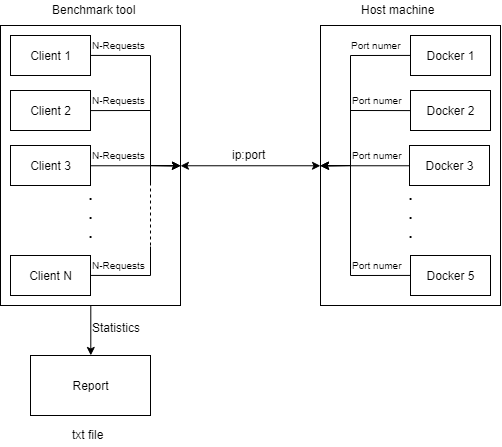 Benchmark tool
Host machine
Client 1
N-Requests
Port numer
Docker 1
Client 2
N-Requests
Port numer
Docker 2
Client 3
N-Requests
ip:port
Port numer
Docker 3
Client N
N-Requests
Port numer
Docker 5
Statistics
Report
txt file